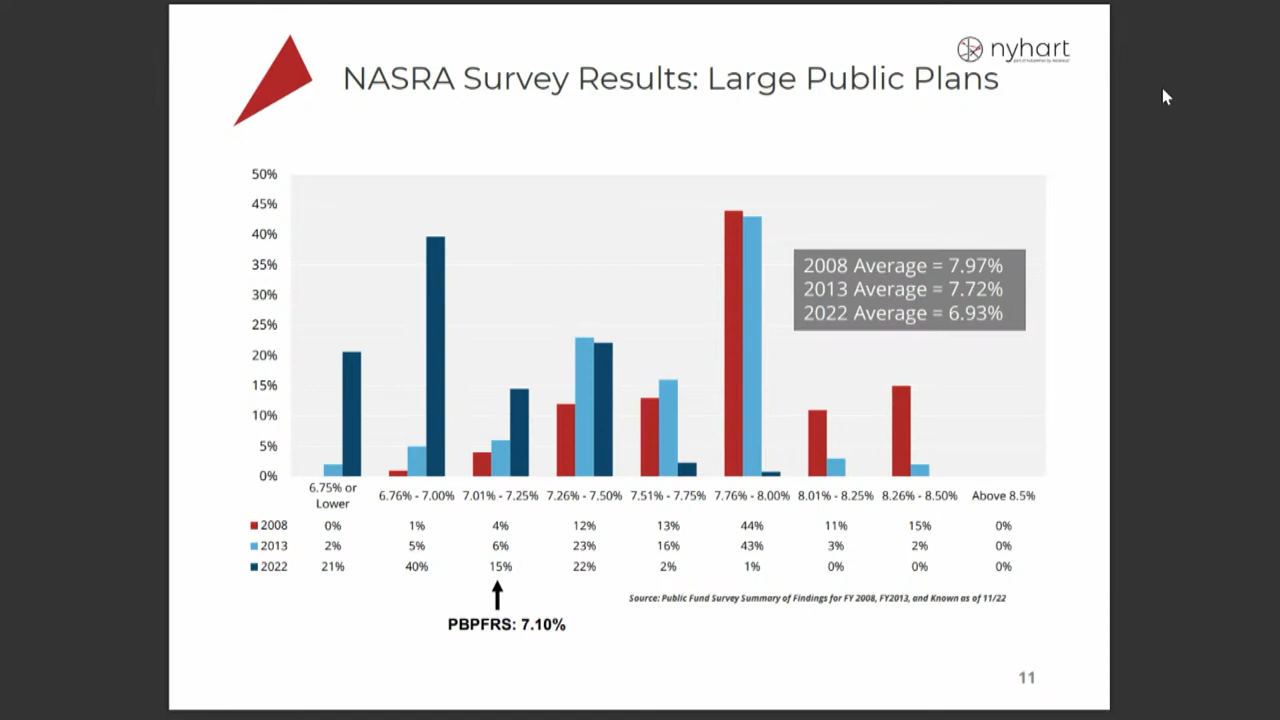 nyhart
NASRA Survey Results: Large Public Plans
50%
45%
40%
35%
30%
25%
20%
15%
10%
5%
0%
2008 Average = 7.97%
2013 Average = 7.72%
2022 Average = 6.93%
6.75% or Lower 6.76% - 7.00% 7.01% - 7.25% 7.26% - 7.50% 7.51% - 7.75% 7.76% - 8.00% 8.01% - 8.25% 8.26% - 8.50% Above 8.5%
2008 0% 1% 4% 12% 13% 44% 11% 15% 0%
2013 2% 5% 6% 23% 16% 43% 3% 2% 0%
2022 21% 40% 15% 22% 2% 1% 0% 0% 0%
Source: Public Fund Survey Summary of Findings for FY 2008, FY2013, and Known as of 11/22
PBPFRS: 7.10%
11